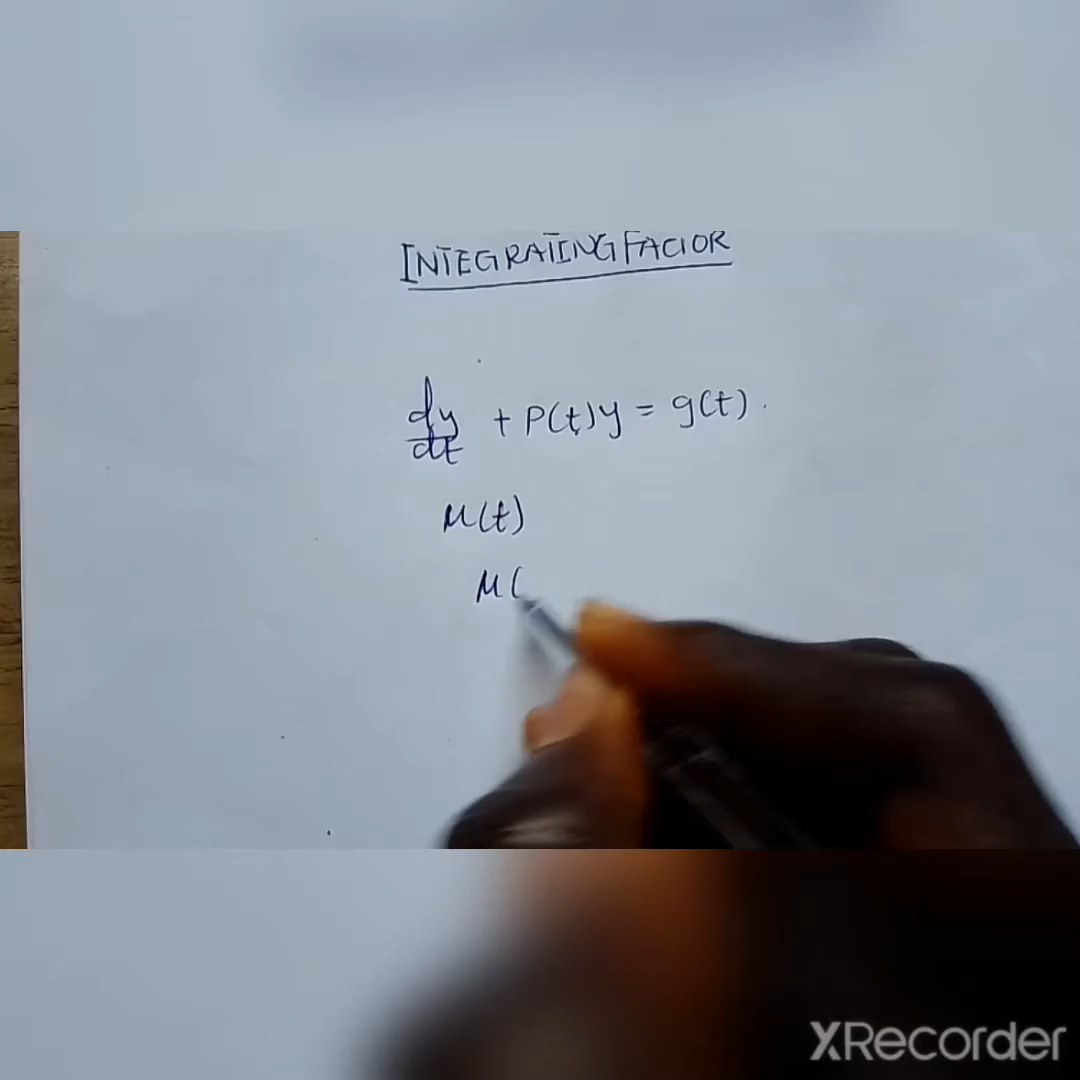 INTEGRATING FACTOR
dy/dt + P(t)y = g(t).
μ(t)
μ(
XRecorder